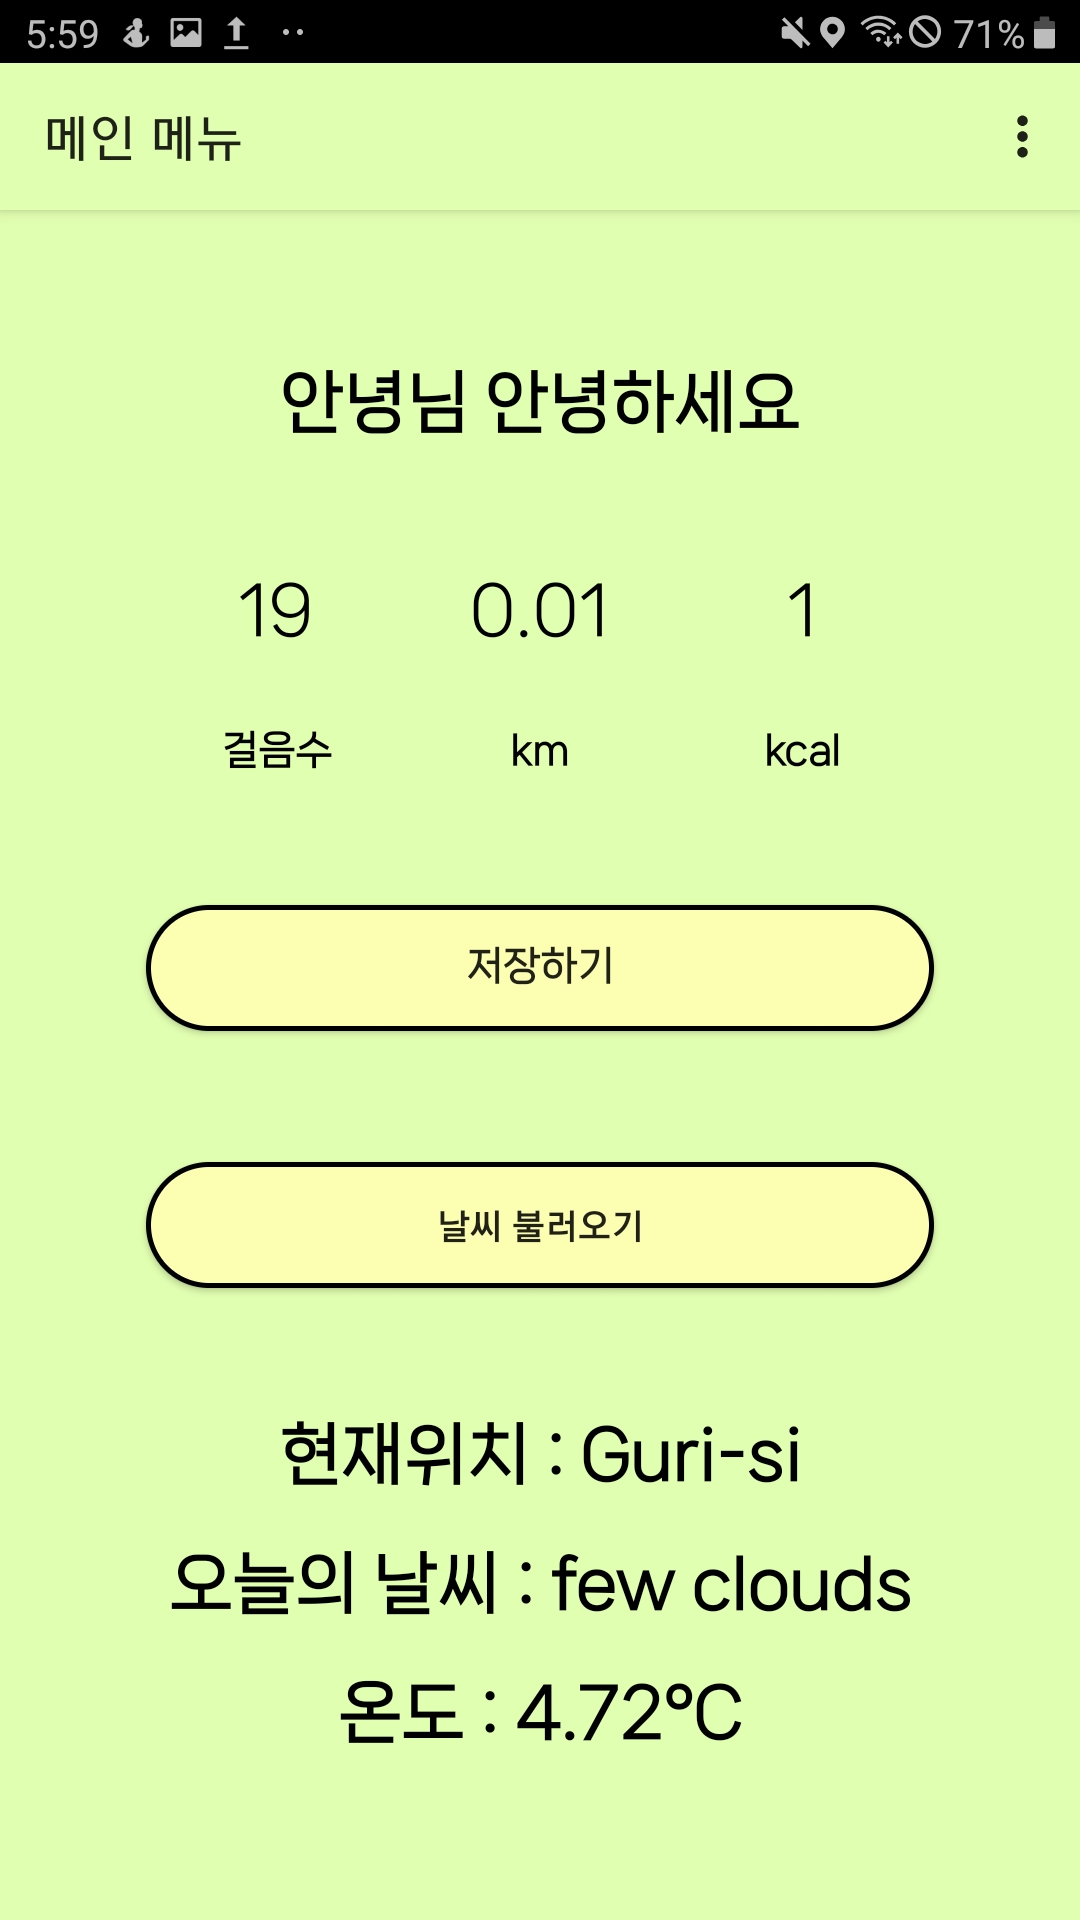 5:59 71%
메인 메뉴
안녕님 안녕하세요
19 0.01 1
걸음수 km kcal
저장하기
날씨 불러오기
현재위치 : Guri-si
오늘의 날씨 : few clouds
온도 : 4.72℃